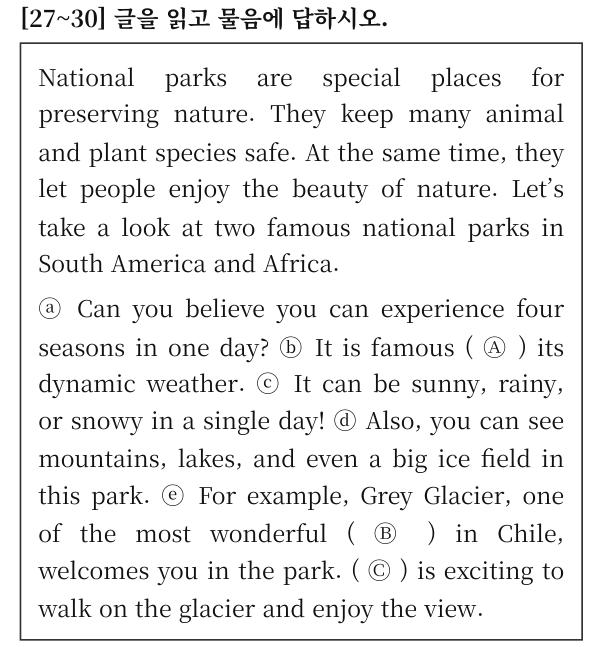 [27~30] 글을 읽고 물음에 답하시오.
National parks are special places for
preserving nature. They keep many animal
and plant species safe. At the same time, they
let people enjoy the beauty of nature. Let’s
take a look at two famous national parks in
South America and Africa.
ⓐ Can you believe you can experience four
seasons in one day? ⓑ It is famous ( Ⓐ ) its
dynamic weather. ⓒ It can be sunny, rainy,
or snowy in a single day! ⓓ Also, you can see
mountains, lakes, and even a big ice field in
this park. ⓔ For example, Grey Glacier, one
of the most wonderful ( Ⓑ ) in Chile,
welcomes you in the park. ( Ⓒ ) is exciting to
walk on the glacier and enjoy the view.